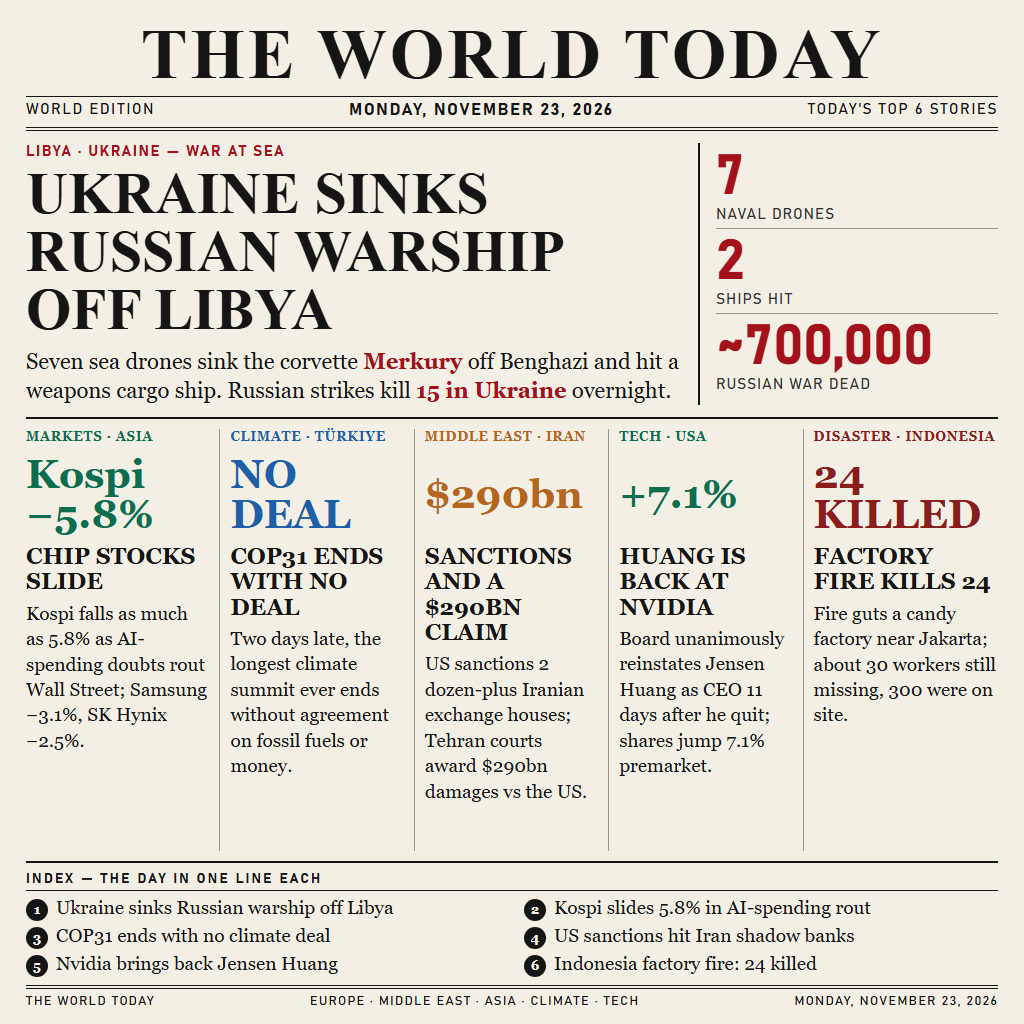 THE WORLD TODAY
WORLD EDITION
MONDAY, NOVEMBER 23, 2026
TODAY'S TOP 6 STORIES
LIBYA · UKRAINE — WAR AT SEA
UKRAINE SINKS
RUSSIAN WARSHIP
OFF LIBYA
Seven sea drones sink the corvette Merkury off Benghazi and hit a
weapons cargo ship. Russian strikes kill 15 in Ukraine overnight.
7
NAVAL DRONES
2
SHIPS HIT
~700,000
RUSSIAN WAR DEAD
MARKETS · ASIA
Kospi
−5.8%
CHIP STOCKS
SLIDE
Kospi falls as much
as 5.8% as AI-
spending doubts rout
Wall Street; Samsung
−3.1%, SK Hynix
−2.5%.
CLIMATE · TÜRKIYE
NO
DEAL
COP31 ENDS
WITH NO
DEAL
Two days late, the
longest climate
summit ever ends
without agreement
on fossil fuels or
money.
MIDDLE EAST · IRAN
$290bn
SANCTIONS
AND A
$290BN
CLAIM
US sanctions 2
dozen-plus Iranian
exchange houses;
Tehran courts
award $290bn
damages vs the US.
TECH · USA
+7.1%
HUANG IS
BACK AT
NVIDIA
Board unanimously
reinstates Jensen
Huang as CEO 11
days after he quit;
shares jump 7.1%
premarket.
DISASTER · INDONESIA
24
KILLED
FACTORY
FIRE KILLS 24
Fire guts a candy
factory near Jakarta;
about 30 workers still
missing, 300 were on
site.
INDEX — THE DAY IN ONE LINE EACH
1 Ukraine sinks Russian warship off Libya
2 Kospi slides 5.8% in AI-spending rout
3 COP31 ends with no climate deal
4 US sanctions hit Iran shadow banks
5 Nvidia brings back Jensen Huang
6 Indonesia factory fire: 24 killed
THE WORLD TODAY
EUROPE · MIDDLE EAST · ASIA · CLIMATE · TECH
MONDAY, NOVEMBER 23, 2026